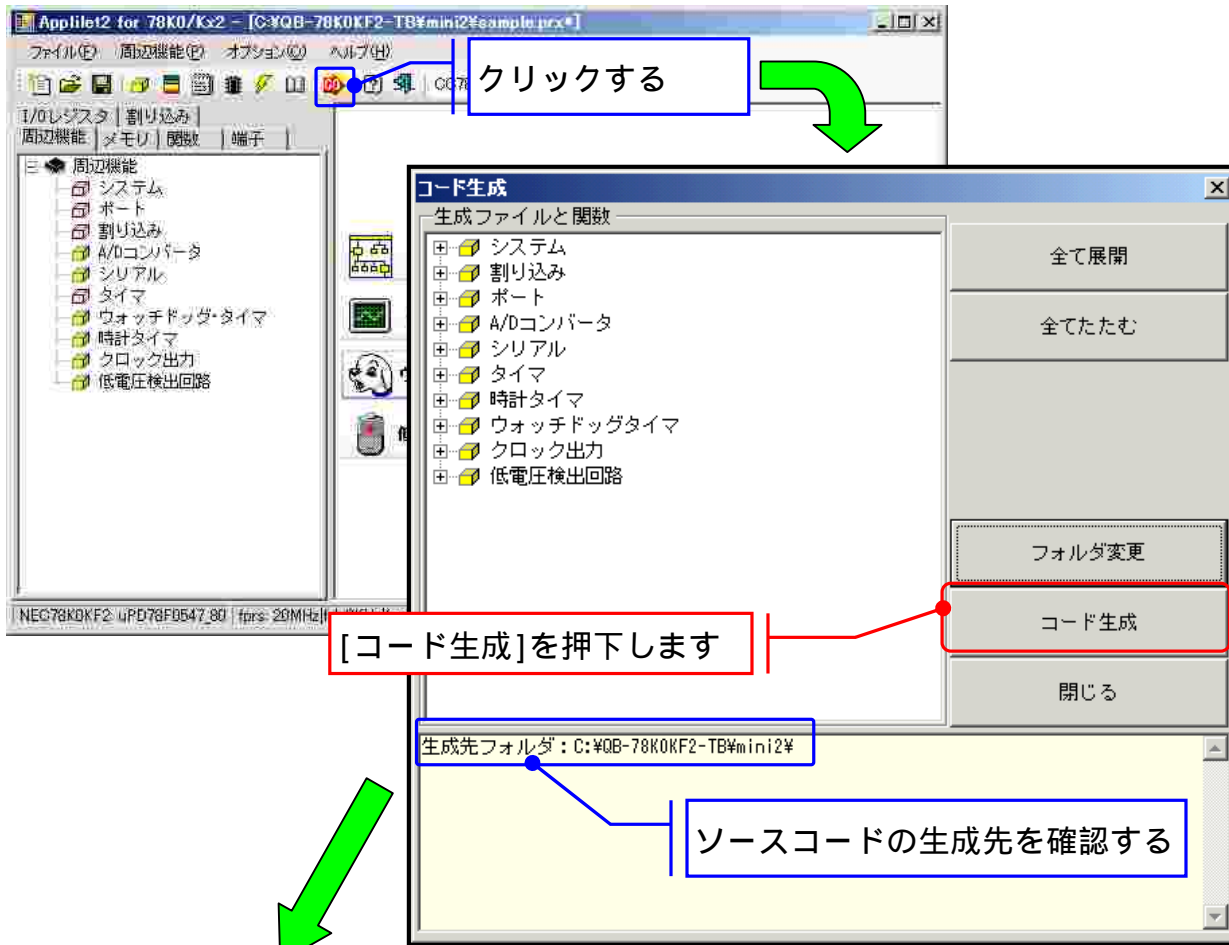 Applilet2 for 78K0/Kx2 - [C:¥QB-78K0KF2-TB¥mini2¥sample.prx*]
ファイル(F) 周辺機能(P) オプション(O) ヘルプ(H)
クリックする
I/Oレジスタ 割り込み
周辺機能 メモリ 関数 端子
周辺機能
システム
ポート
割り込み
A/Dコンバータ
シリアル
タイマ
ウォッチドッグ・タイマ
時計タイマ
クロック出力
低電圧検出回路
NEC78K0KF2 uPD78F0547_80 fprs 20MHz
コード生成
生成ファイルと関数
システム
割り込み
ポート
A/Dコンバータ
シリアル
タイマ
時計タイマ
ウォッチドッグタイマ
クロック出力
低電圧検出回路
全て展開
全てたたむ
フォルダ変更
コード生成
閉じる
[コード生成]を押下します
生成先フォルダ：C:¥QB-78K0KF2-TB¥mini2¥
ソースコードの生成先を確認する